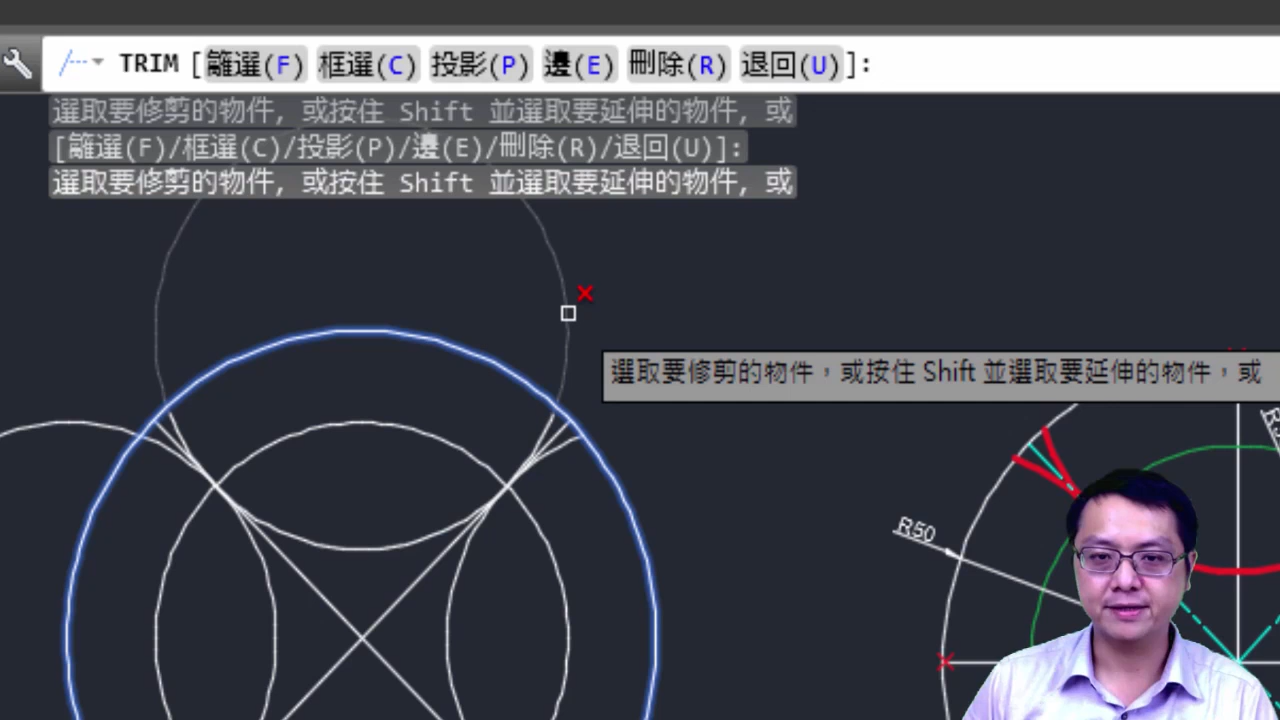 TRIM [籬選(F) 框選(C) 投影(P) 邊(E) 刪除(R) 退回(U)]:
選取要修剪的物件, 或按住 Shift 並選取要延伸的物件, 或
[籬選(F)/框選(C)/投影(P)/邊(E)/刪除(R)/退回(U)]:
選取要修剪的物件, 或按住 Shift 並選取要延伸的物件, 或
選取要修剪的物件，或按住 Shift 並選取要延伸的物件，或
R50